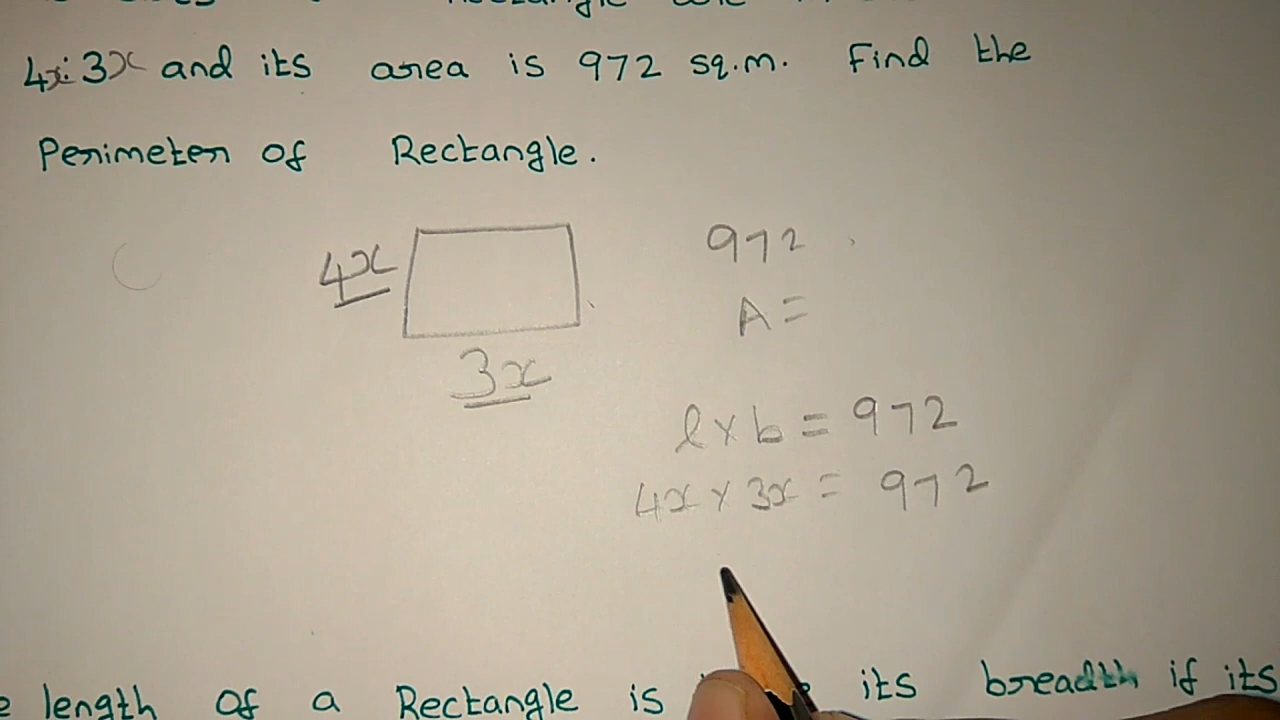 Rectangle
4x:3x and its area is 972 sq.m. Find the
Perimeter of Rectangle.
4x
3x
972
A =
l x b = 972
4x x 3x = 972
length of a Rectangle is its breadth if its